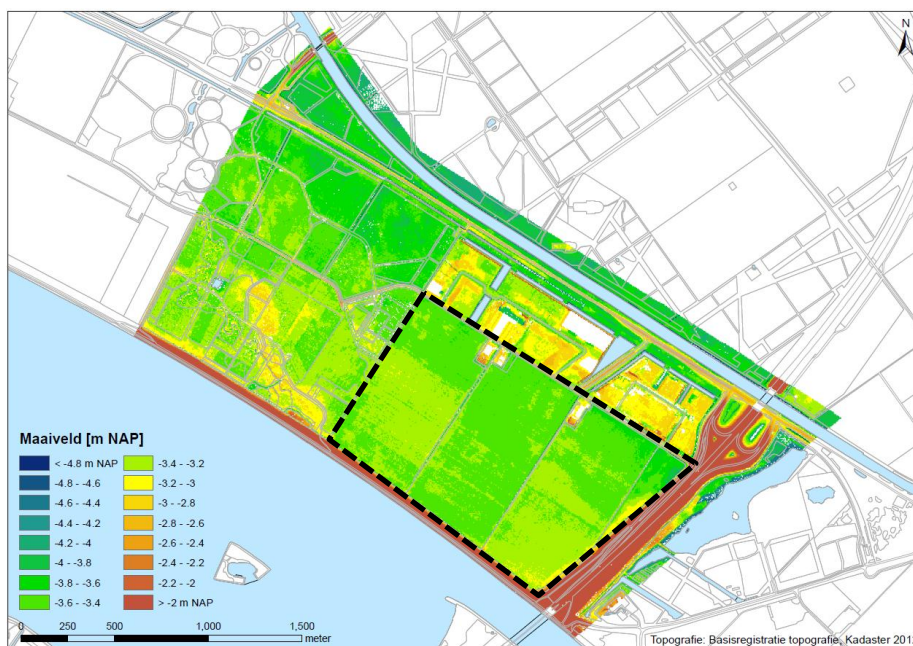 N
Maaiveld [m NAP]
< -4.8 m NAP
-4.8 - -4.6
-4.6 - -4.4
-4.4 - -4.2
-4.2 - -4
-4 - -3.8
-3.8 - -3.6
-3.6 - -3.4
-3.4 - -3.2
-3.2 - -3
-3 - -2.8
-2.8 - -2.6
-2.6 - -2.4
-2.4 - -2.2
-2.2 - -2
> -2 m NAP
0 250 500 1,000 1,500
meter
Topografie: Basisregistratie topografie, Kadaster 201